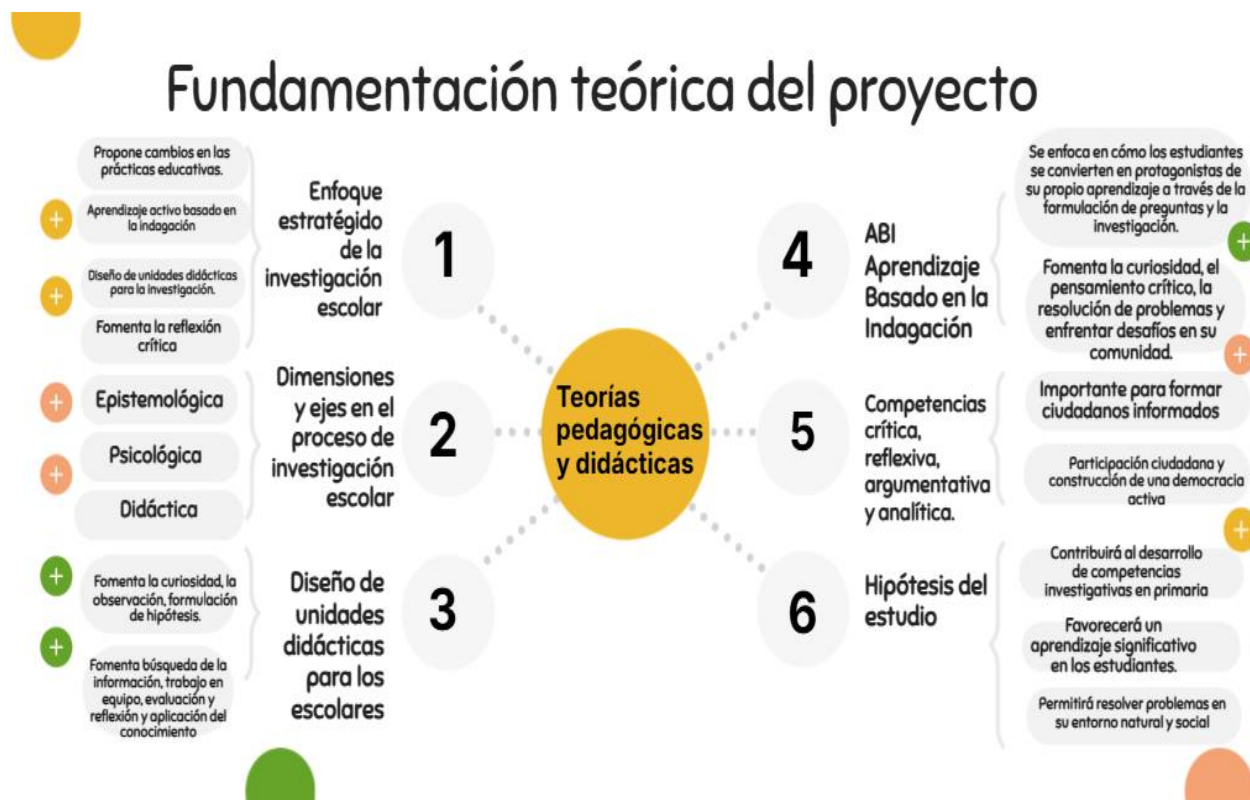 Fundamentación teórica del proyecto
Propone cambios en las
prácticas educativas.
Aprendizaje activo basado en
la indagación
Diseño de unidades didácticas
para la investigación.
Fomenta la reflexión
crítica
Enfoque
estratégido
de la
investigación
escolar
1
Epistemológica
Psicológica
Didáctica
Dimensiones
y ejes en el
proceso de
investigación
escolar
2
Fomenta la curiosidad, la
observación, formulación
de hipótesis.
Fomenta búsqueda de la
información, trabajo en
equipo, evaluación y
reflexión y aplicación del
conocimiento
Diseño de
unidades
didácticas
para los
escolares
3
Teorías
pedagógicas
y didácticas
4
ABI
Aprendizaje
Basado en la
Indagación
Se enfoca en cómo los estudiantes
se convierten en protagonistas de
su propio aprendizaje a través de la
formulación de preguntas y la
investigación.
Fomenta la curiosidad, el
pensamiento crítico, la
resolución de problemas y
enfrentar desafíos en su
comunidad.
5
Competencias
crítica,
reflexiva,
argumentativa
y analítica.
Importante para formar
ciudadanos informados
Participación ciudadana y
construcción de una democracia
activa
6
Hipótesis del
estudio
Contribuirá al desarrollo
de competencias
investigativas en primaria
Favorecerá un
aprendizaje significativo
en los estudiantes.
Permitirá resolver problemas en
su entorno natural y social